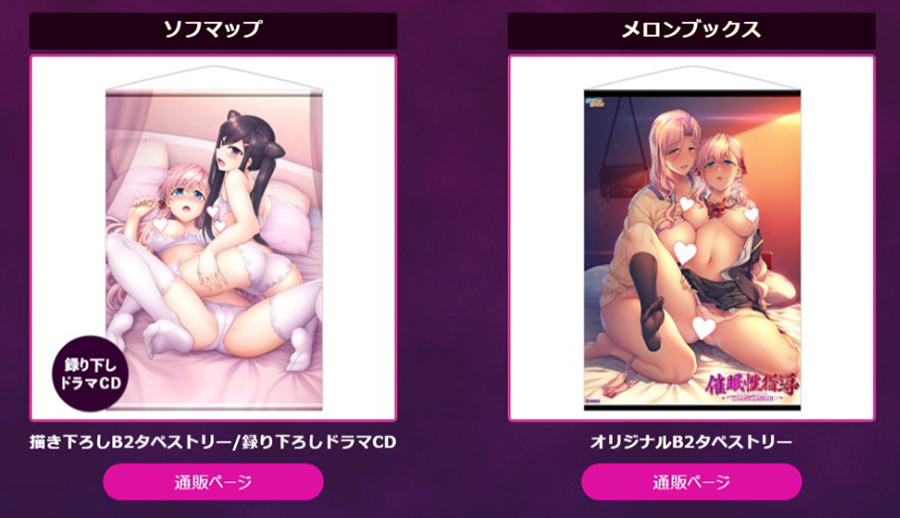 ソフマップ
メロンブックス
録り下し
ドラマCD
催眠性指導
描き下ろしB2タペストリー/録り下ろしドラマCD
オリジナルB2タペストリー
通販ページ
通販ページ